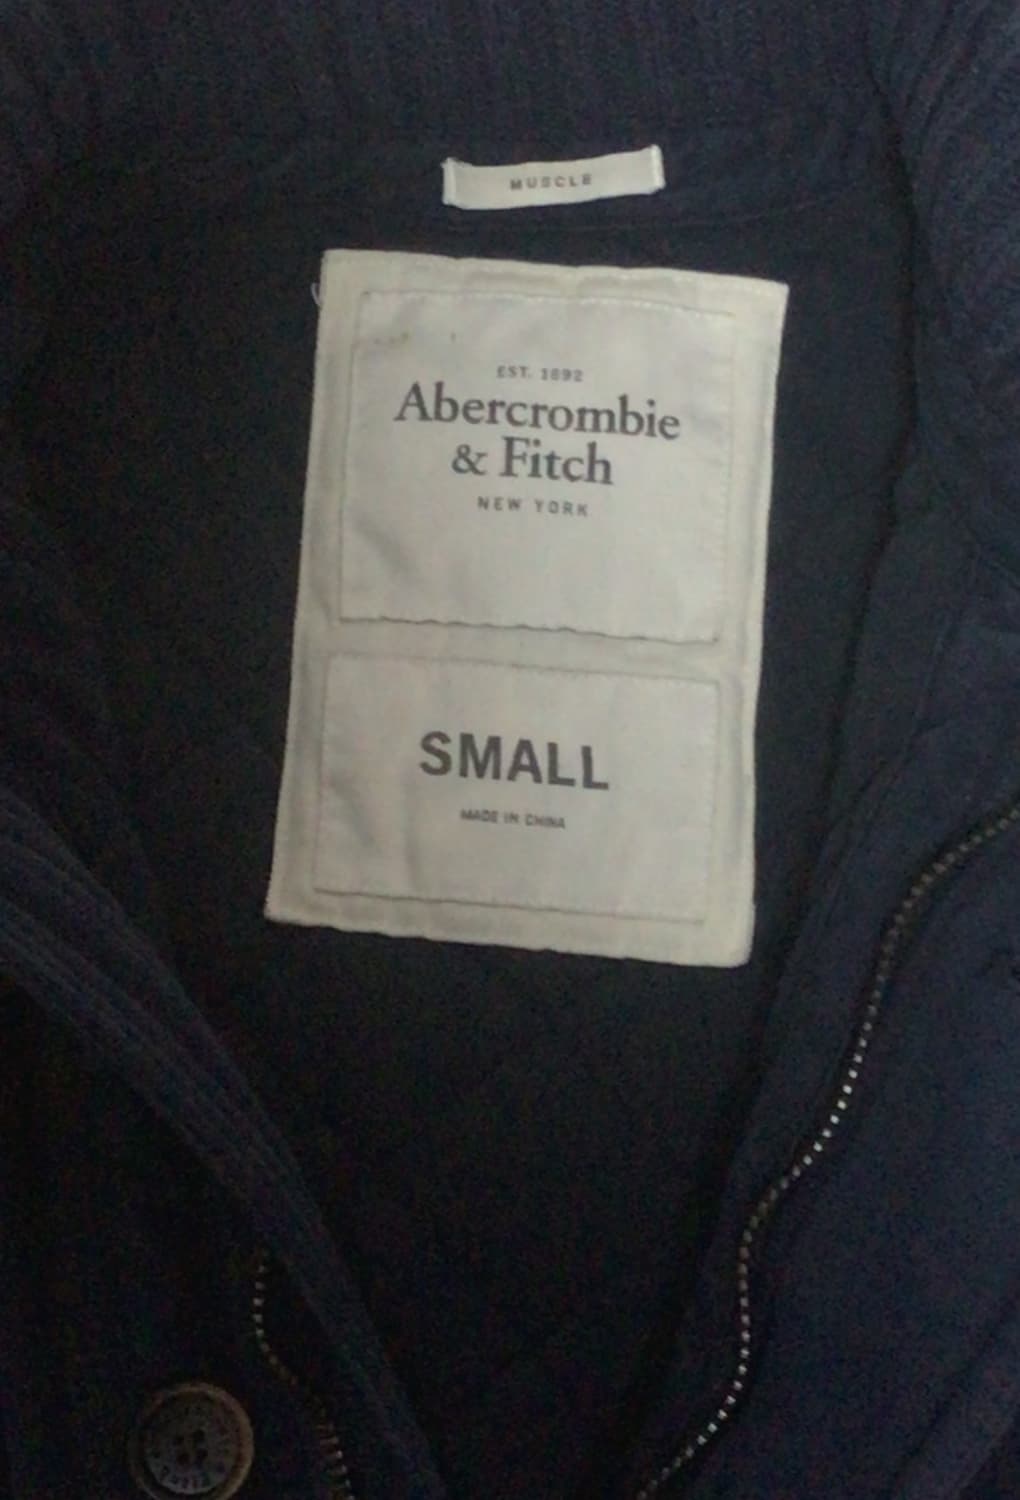 MUSCLE
EST. 1892
Abercrombie
& Fitch
NEW YORK
SMALL
MADE IN CHINA